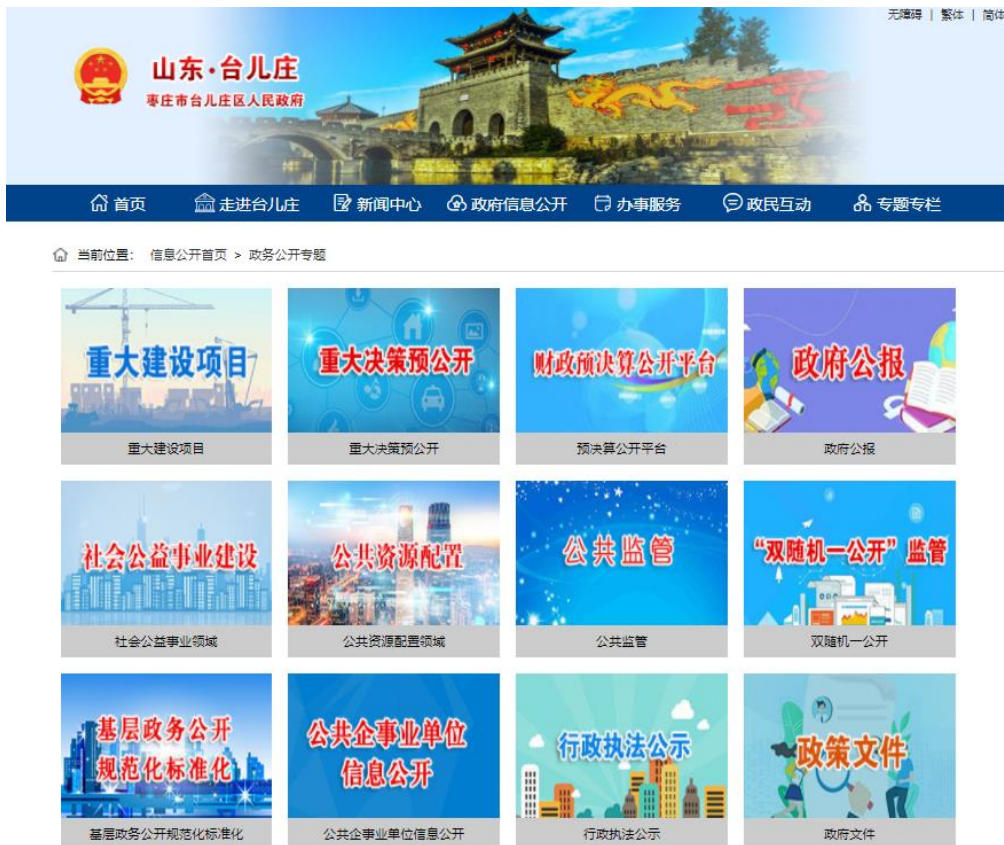 无障碍 | 繁体 | 简体
山东·台儿庄
枣庄市台儿庄区人民政府
首页 走进台儿庄 新闻中心 政府信息公开 办事服务 政民互动 专题专栏
当前位置： 信息公开首页 > 政务公开专题
重大建设项目 重大决策预公开 财政预决算公开平台 政府公报
重大建设项目 重大决策预公开 预决算公开平台 政府公报
社会公益事业建设 公共资源配置 公共监管 “双随机一公开”监管
社会公益事业领域 公共资源配置领域 公共监管 双随机一公开
基层政务公开
规范化标准化
公共企事业单位
信息公开
行政执法公示
政策文件
基层政务公开规范化标准化 公共企事业单位信息公开 行政执法公示 政府文件